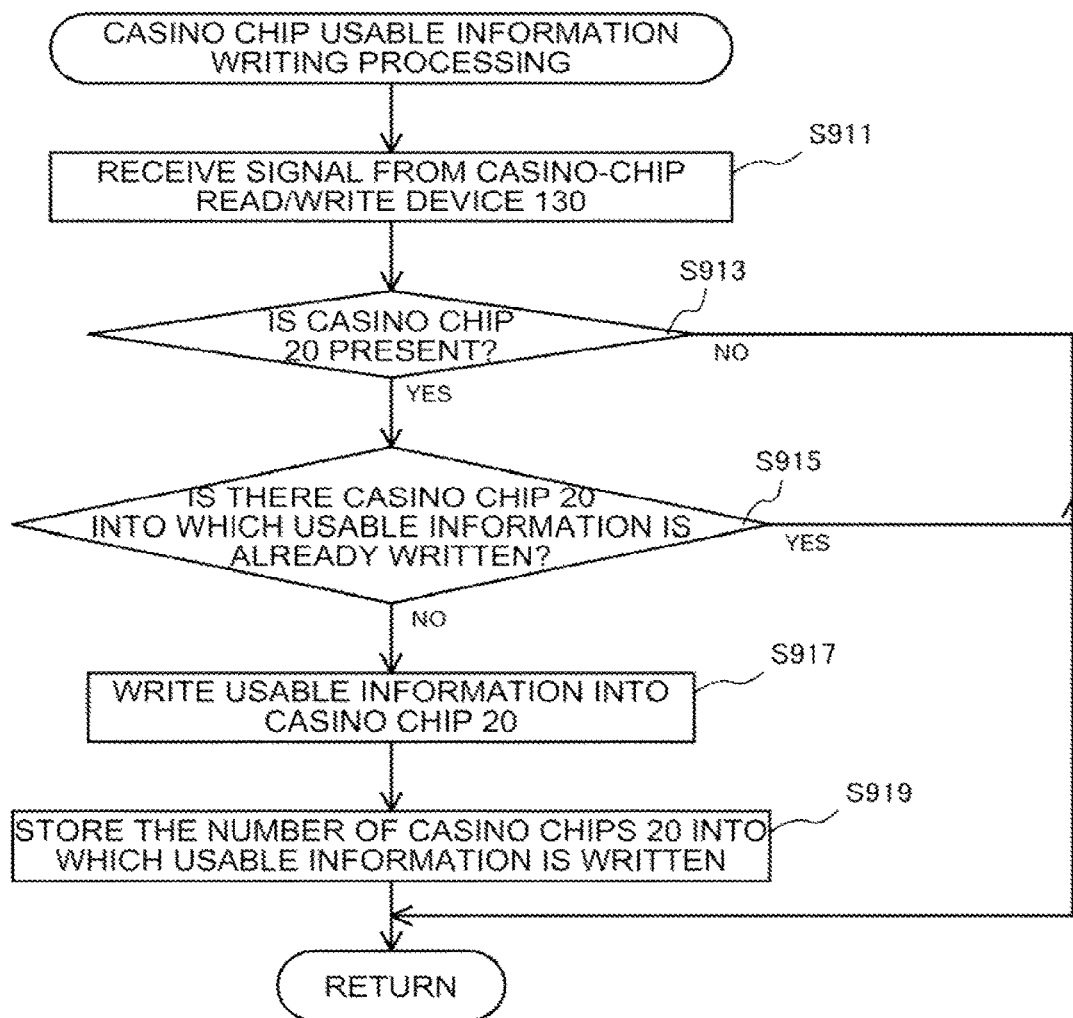 CASINO CHIP USABLE INFORMATION
WRITING PROCESSING
S911
RECEIVE SIGNAL FROM CASINO-CHIP
READ/WRITE DEVICE 130
S913
IS CASINO CHIP
20 PRESENT?
NO
YES
S915
IS THERE CASINO CHIP 20
INTO WHICH USABLE INFORMATION IS
ALREADY WRITTEN?
YES
NO
S917
WRITE USABLE INFORMATION INTO
CASINO CHIP 20
S919
STORE THE NUMBER OF CASINO CHIPS 20 INTO
WHICH USABLE INFORMATION IS WRITTEN
RETURN